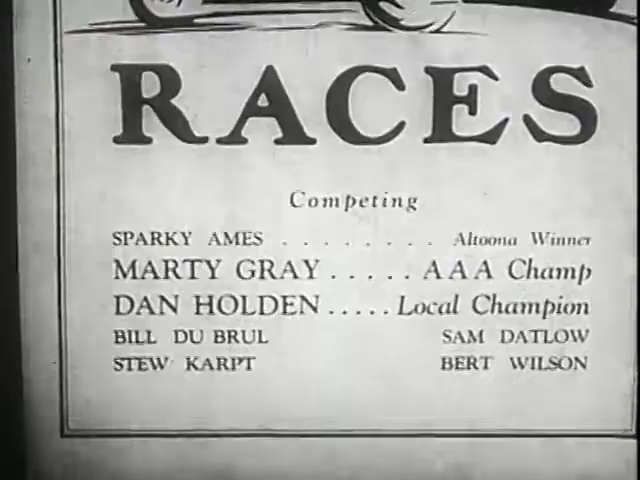 RACES
Competing
SPARKY AMES ........ Altoona Winner
MARTY GRAY ..... AAA Champ
DAN HOLDEN ..... Local Champion
BILL DU BRUL SAM DATLOW
STEW KARPT BERT WILSON